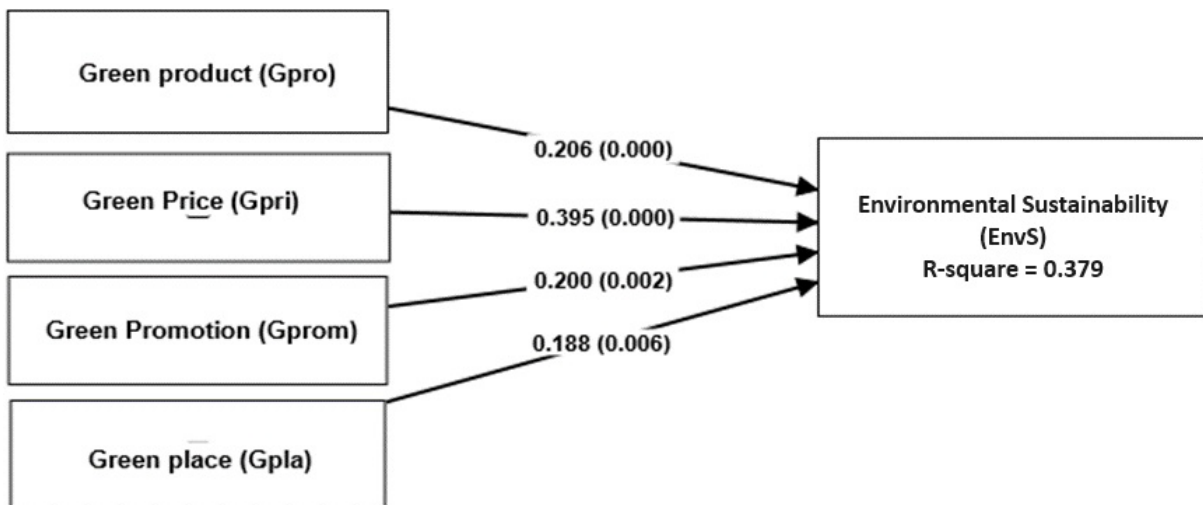 Green product (Gpro)
0.206 (0.000)
Green Price (Gpri)
0.395 (0.000)
Environmental Sustainability
(EnvS)
R-square = 0.379
0.200 (0.002)
Green Promotion (Gprom)
0.188 (0.006)
Green place (Gpla)